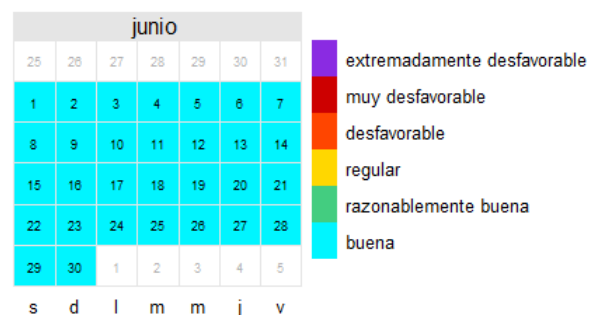 junio
25 26 27 28 29 30 31
1 2 3 4 5 6 7
8 9 10 11 12 13 14
15 16 17 18 19 20 21
22 23 24 25 26 27 28
29 30 1 2 3 4 5
s d l m m j v
extremadamente desfavorable
muy desfavorable
desfavorable
regular
razonablemente buena
buena